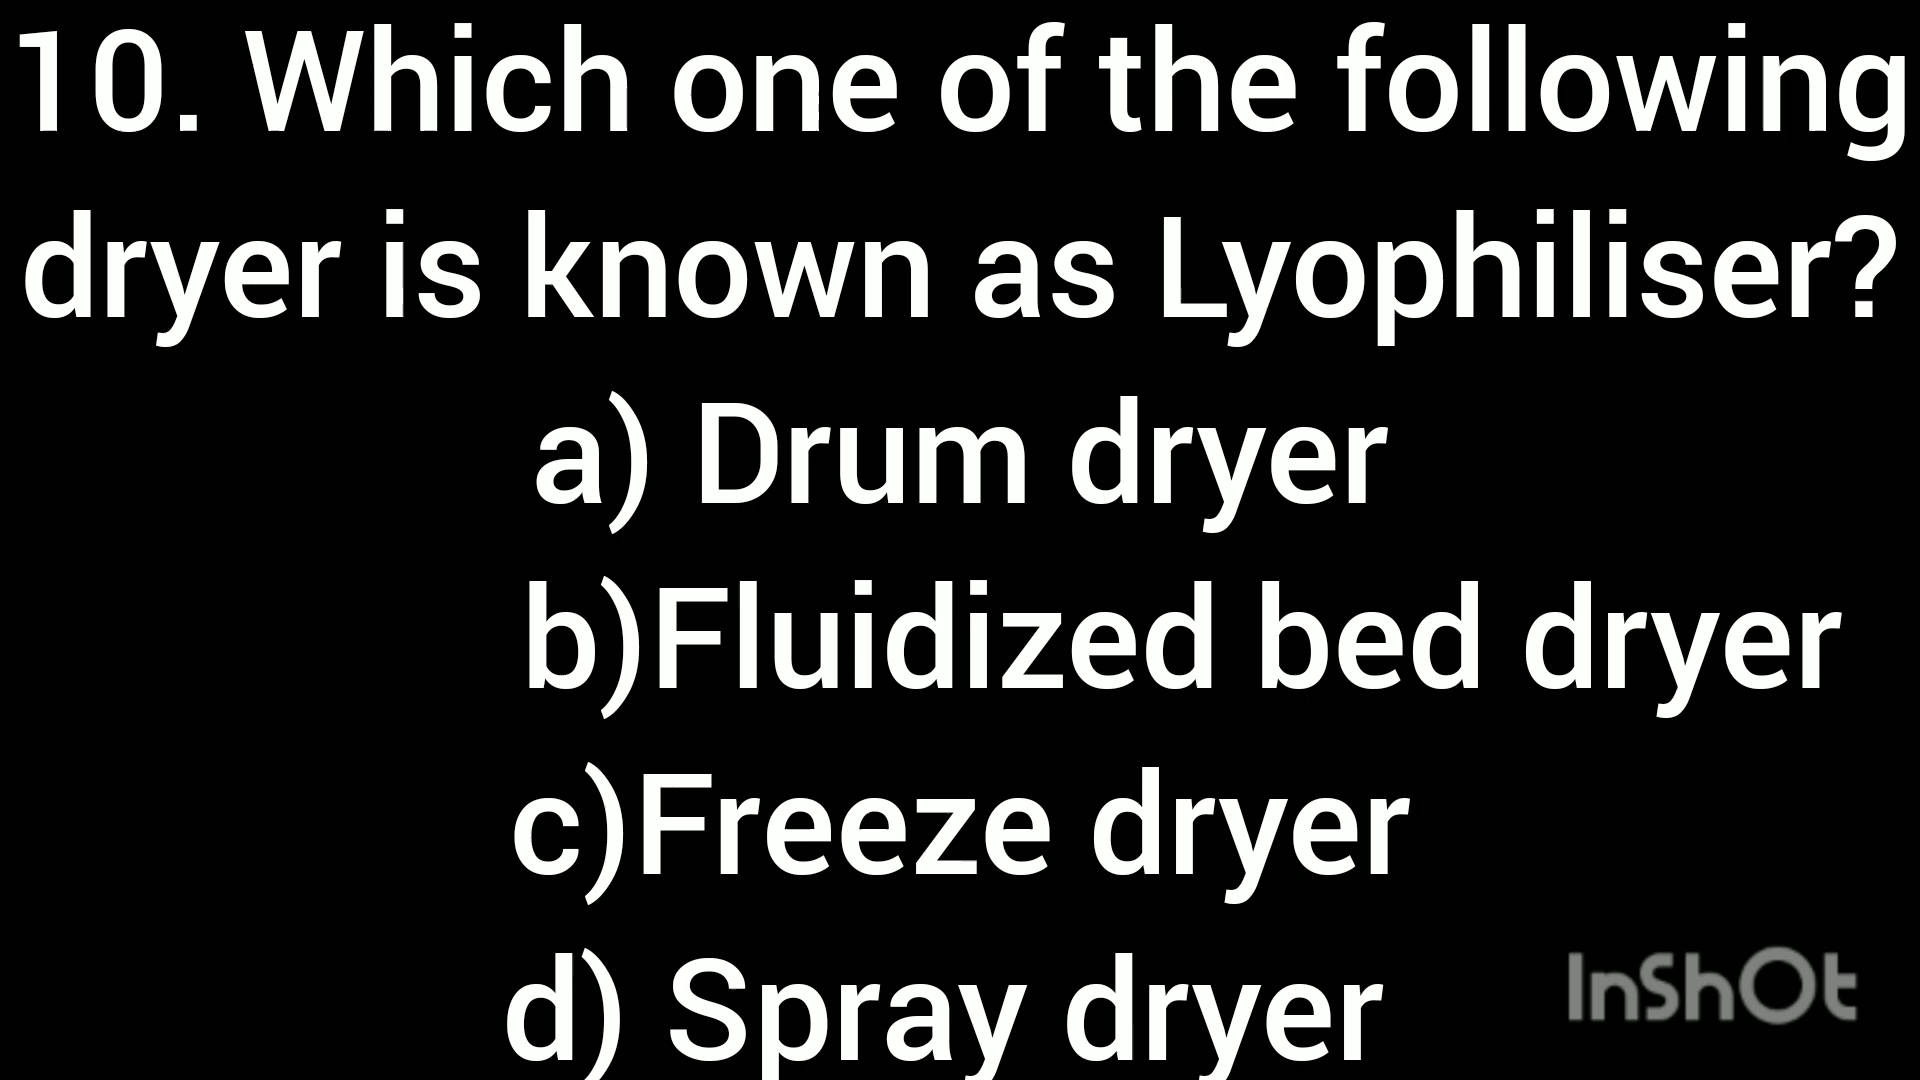 10. Which one of the following
dryer is known as Lyophiliser?
a) Drum dryer
b)Fluidized bed dryer
c)Freeze dryer
d) Spray dryer
InShOt